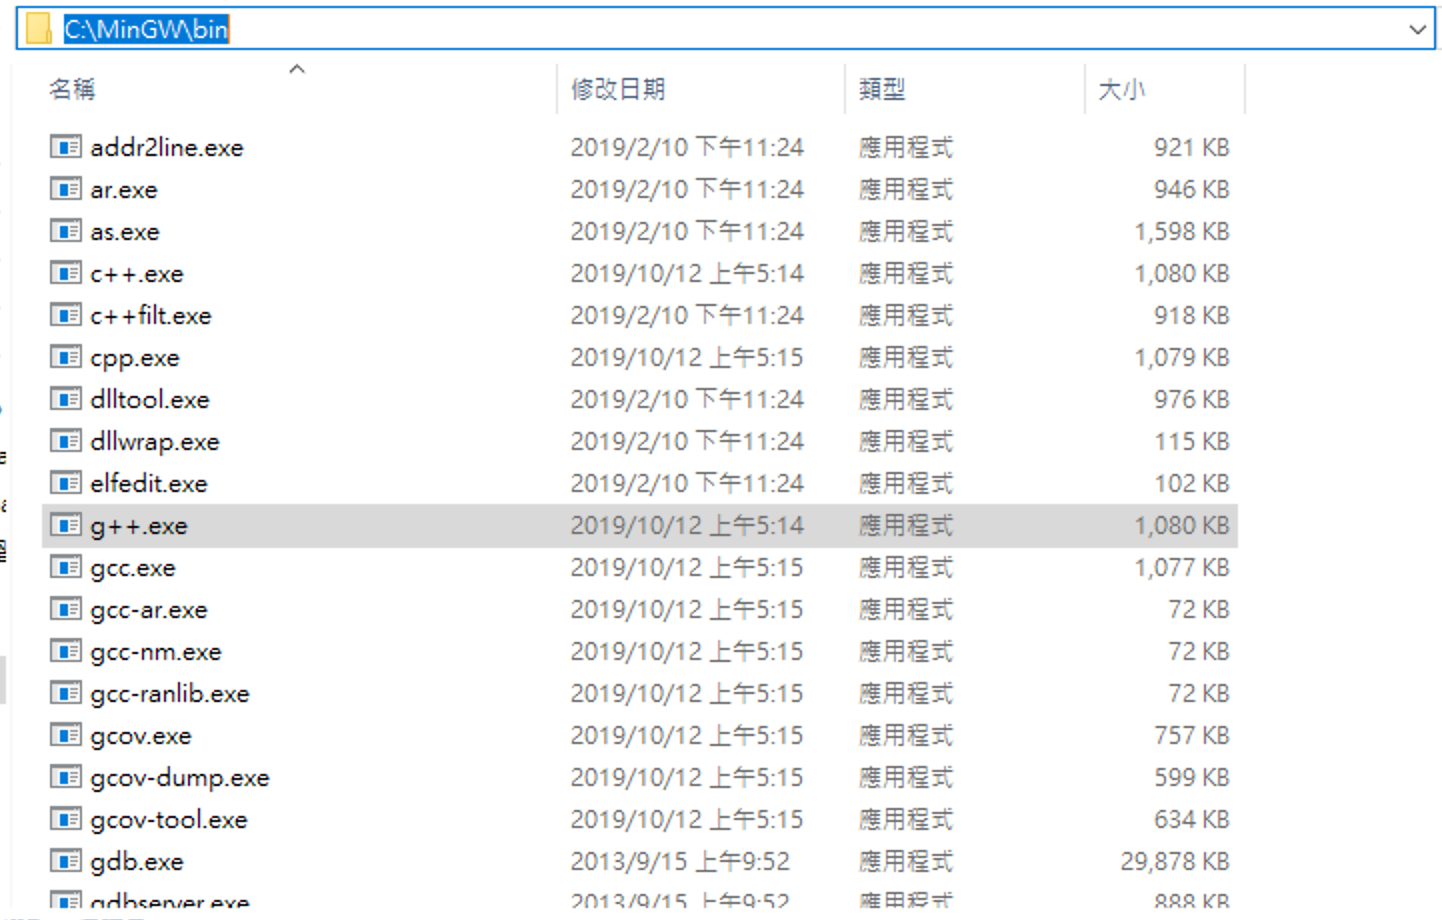 C:\MinGW\bin
名稱 修改日期 類型 大小
addr2line.exe 2019/2/10 下午11:24 應用程式 921 KB
ar.exe 2019/2/10 下午11:24 應用程式 946 KB
as.exe 2019/2/10 下午11:24 應用程式 1,598 KB
c++.exe 2019/10/12 上午5:14 應用程式 1,080 KB
c++filt.exe 2019/2/10 下午11:24 應用程式 918 KB
cpp.exe 2019/10/12 上午5:15 應用程式 1,079 KB
dlltool.exe 2019/2/10 下午11:24 應用程式 976 KB
dllwrap.exe 2019/2/10 下午11:24 應用程式 115 KB
elfedit.exe 2019/2/10 下午11:24 應用程式 102 KB
g++.exe 2019/10/12 上午5:14 應用程式 1,080 KB
gcc.exe 2019/10/12 上午5:15 應用程式 1,077 KB
gcc-ar.exe 2019/10/12 上午5:15 應用程式 72 KB
gcc-nm.exe 2019/10/12 上午5:15 應用程式 72 KB
gcc-ranlib.exe 2019/10/12 上午5:15 應用程式 72 KB
gcov.exe 2019/10/12 上午5:15 應用程式 757 KB
gcov-dump.exe 2019/10/12 上午5:15 應用程式 599 KB
gcov-tool.exe 2019/10/12 上午5:15 應用程式 634 KB
gdb.exe 2013/9/15 上午9:52 應用程式 29,878 KB
gdbserver.exe 2013/9/15 上午9:52 應用程式 888 KB